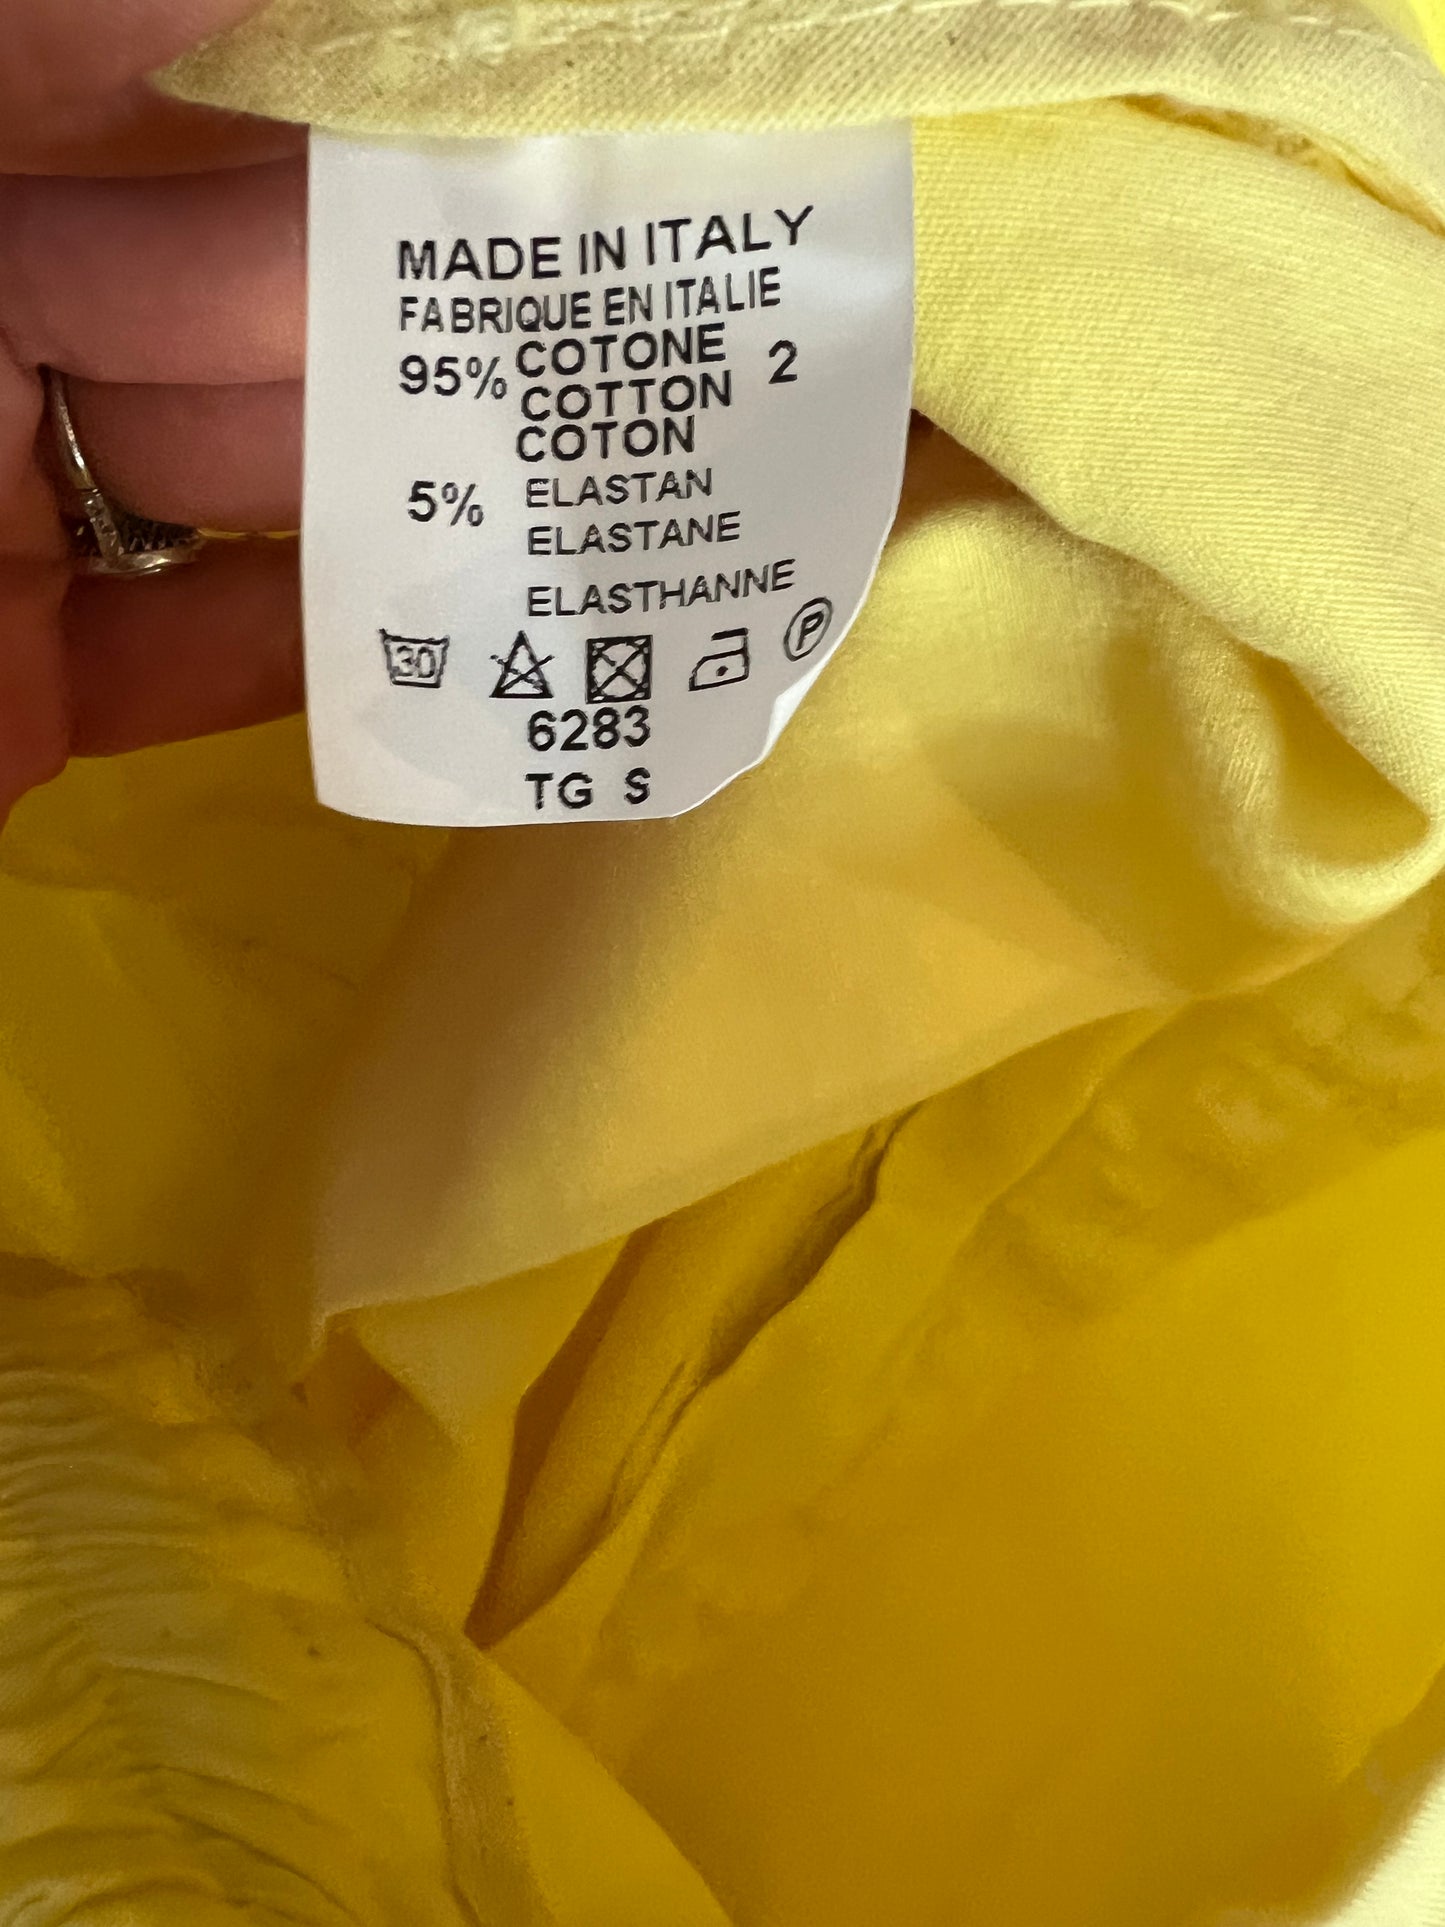 MADE IN ITALY
FABRIQUE EN ITALIE
95% COTONE 2
COTTON
COTON
5% ELASTAN
ELASTANE
ELASTHANNE
30 P
6283
TG S